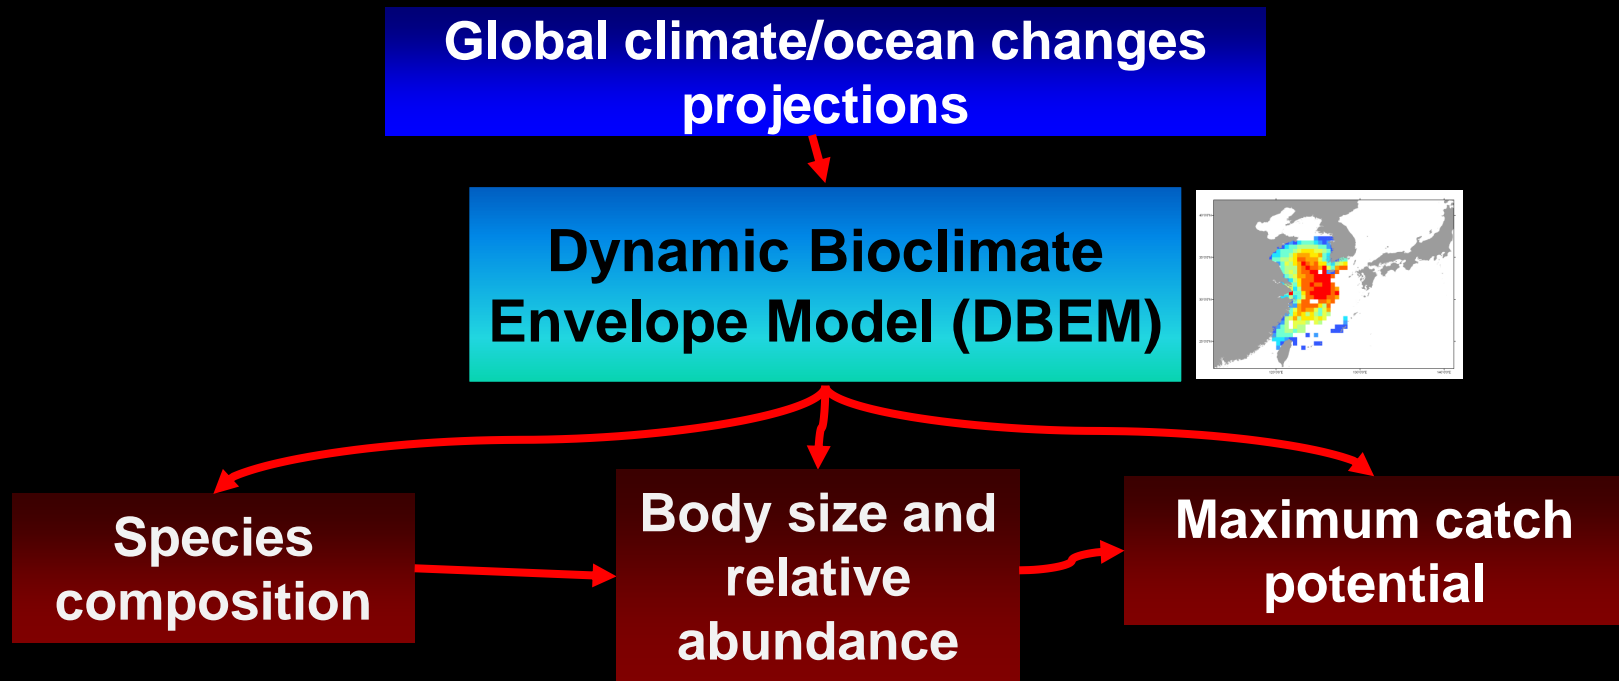 Global climate/ocean changes
projections
Dynamic Bioclimate
Envelope Model (DBEM)
Species
composition
Body size and
relative
abundance
Maximum catch
potential